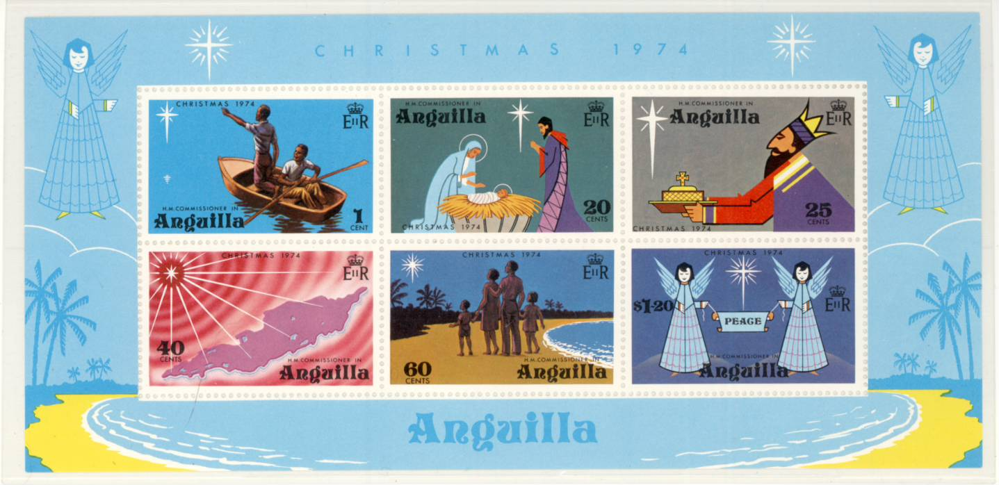 CHRISTMAS 1974
CHRISTMAS 1974
EIIR
H.M.COMMISSIONER IN
Anguilla
1
CENT
H.M.COMMISSIONER IN
Anguilla
EIIR
20
CENTS
CHRISTMAS 1974
H.M.COMMISSIONER IN
Anguilla
EIIR
25
CENTS
CHRISTMAS 1974
CHRISTMAS 1974
EIIR
40
CENTS
H.M.COMMISSIONER IN
Anguilla
CHRISTMAS 1974
EIIR
60
CENTS
H.M.COMMISSIONER IN
Anguilla
CHRISTMAS 1974
$1·20
EIIR
PEACE
H.M.COMMISSIONER IN
Anguilla
Anguilla